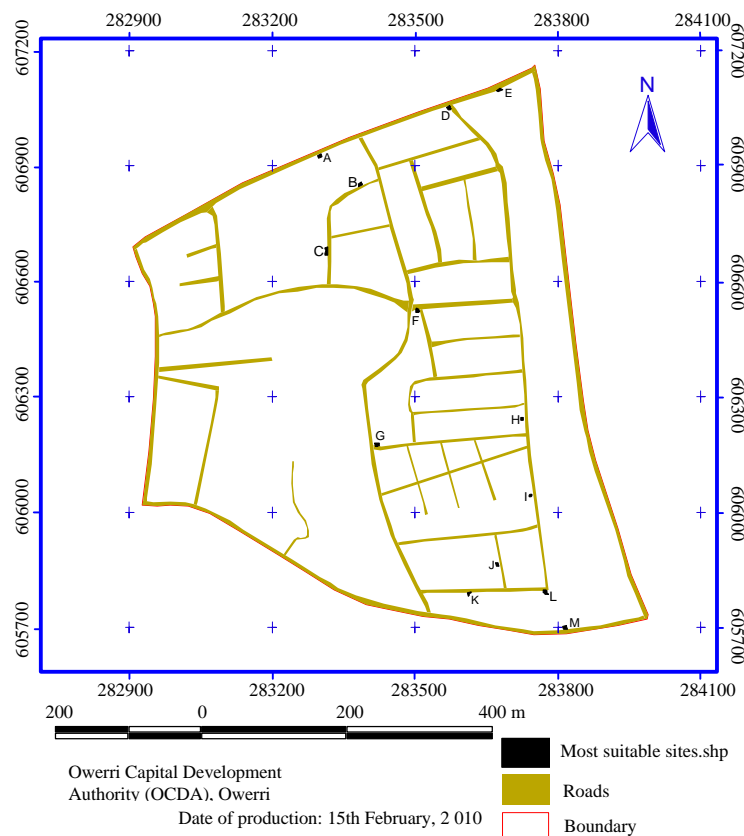 282900 283200 283500 283800 284100
607200 607200
N
E
D
A
606900 606900
B
C
606600 606600
F
606300 606300
H
G
I
606000 606000
J
K L
M
605700 605700
282900 283200 283500 283800 284100
200 0 200 400 m
Most suitable sites.shp
Owerri Capital Development
Authority (OCDA), Owerri
Roads
Date of production: 15th February, 2 010
Boundary